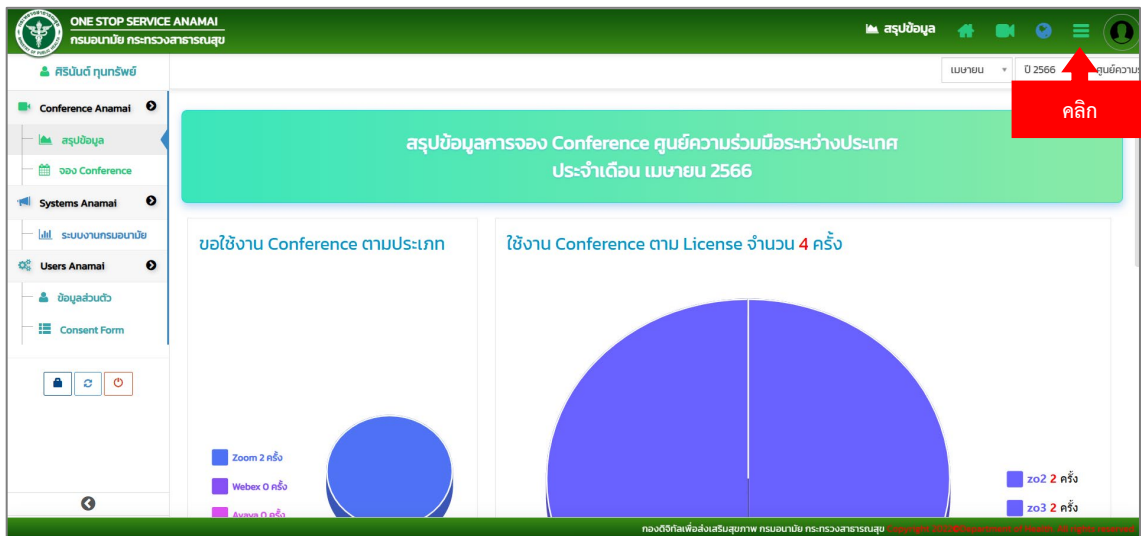 ONE STOP SERVICE ANAMAI
กรมอนามัย กระทรวงสาธารณสุข
สรุปข้อมูล
ศิรินันต์ ทุนทรัพย์
เมษายน
ปี 2566
คลิก
Conference Anamai
สรุปข้อมูล
จอง Conference
Systems Anamai
ระบบงานกรมอนามัย
Users Anamai
ข้อมูลส่วนตัว
Consent Form
สรุปข้อมูลการจอง Conference ศูนย์ความร่วมมือระหว่างประเทศ
ประจำเดือน เมษายน 2566
ขอใช้งาน Conference ตามประเภท
Zoom 2 ครั้ง
Webex 0 ครั้ง
Avaya 0 ครั้ง
ใช้งาน Conference ตาม License จำนวน 4 ครั้ง
zo2 2 ครั้ง
zo3 2 ครั้ง
กองดิจิทัลเพื่อส่งเสริมสุขภาพ กรมอนามัย กระทรวงสาธารณสุข